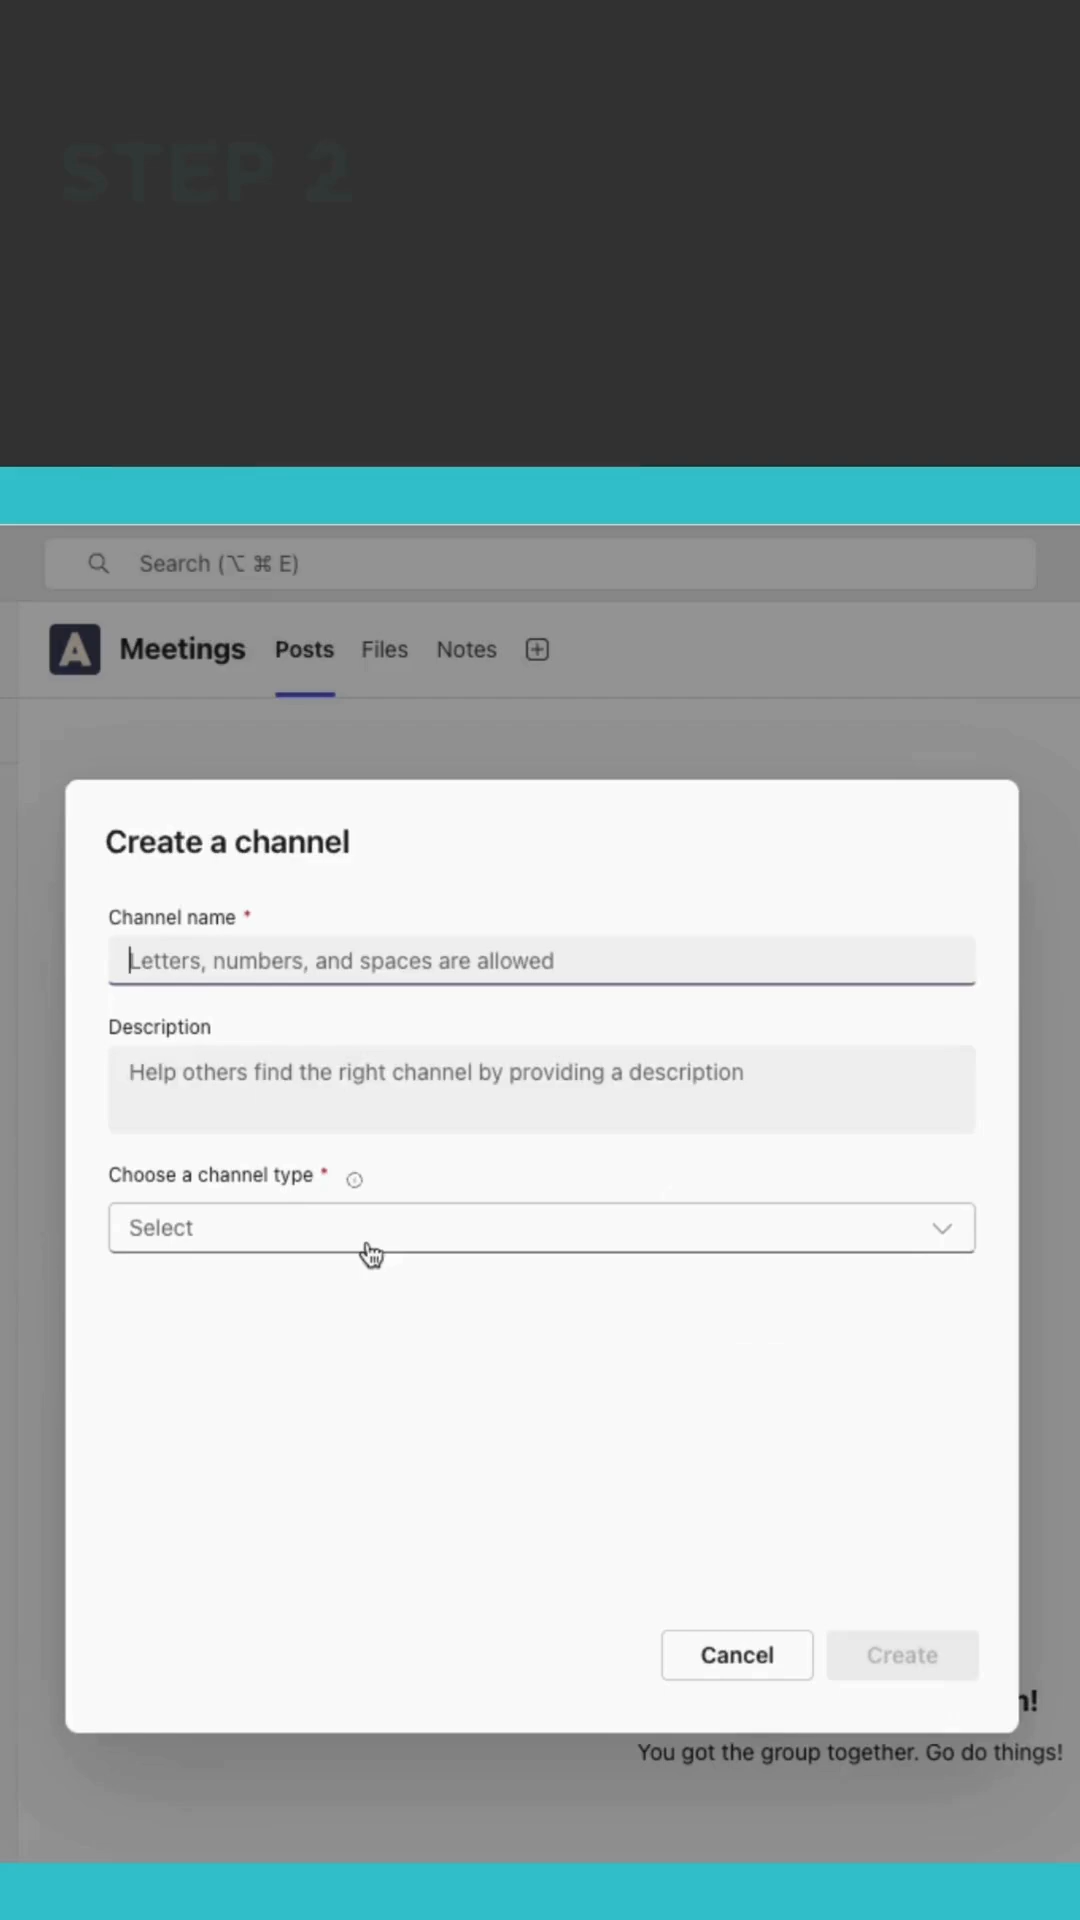 STEP 2
Search (⌥ ⌘ E)
A Meetings Posts Files Notes
Create a channel
Channel name *
Letters, numbers, and spaces are allowed
Description
Help others find the right channel by providing a description
Choose a channel type *
Select
Cancel Create
n!
You got the group together. Go do things!